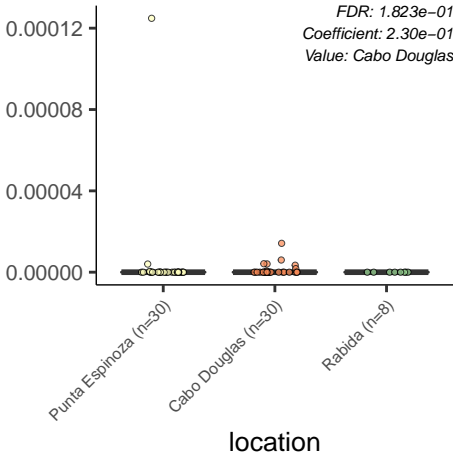 FDR: 1.823e−01
Coefficient: 2.30e−01
Value: Cabo Douglas
0.00012
0.00008
0.00004
0.00000
Punta Espinoza (n=30)
Cabo Douglas (n=30)
Rabida (n=8)
location